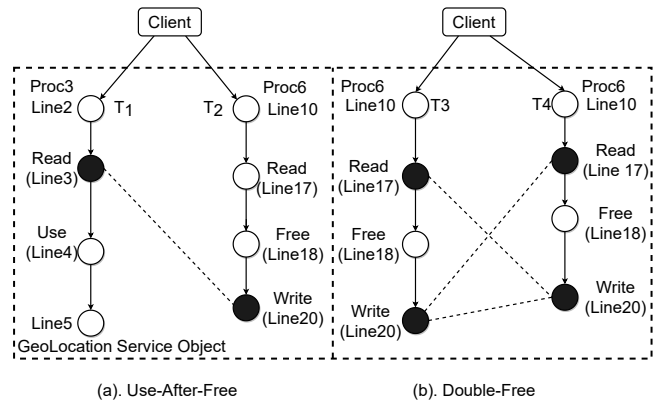 Client
Client
Proc3
Line2
T1
T2
Proc6
Line10
Read
(Line3)
Read
(Line17)
Use
(Line4)
Free
(Line18)
Write
(Line20)
Line5
GeoLocation Service Object
Proc6
Line10
T3
T4
Proc6
Line10
Read
(Line17)
Read
(Line 17)
Free
(Line18)
Free
(Line18)
Write
(Line20)
Write
(Line20)
(a). Use-After-Free
(b). Double-Free